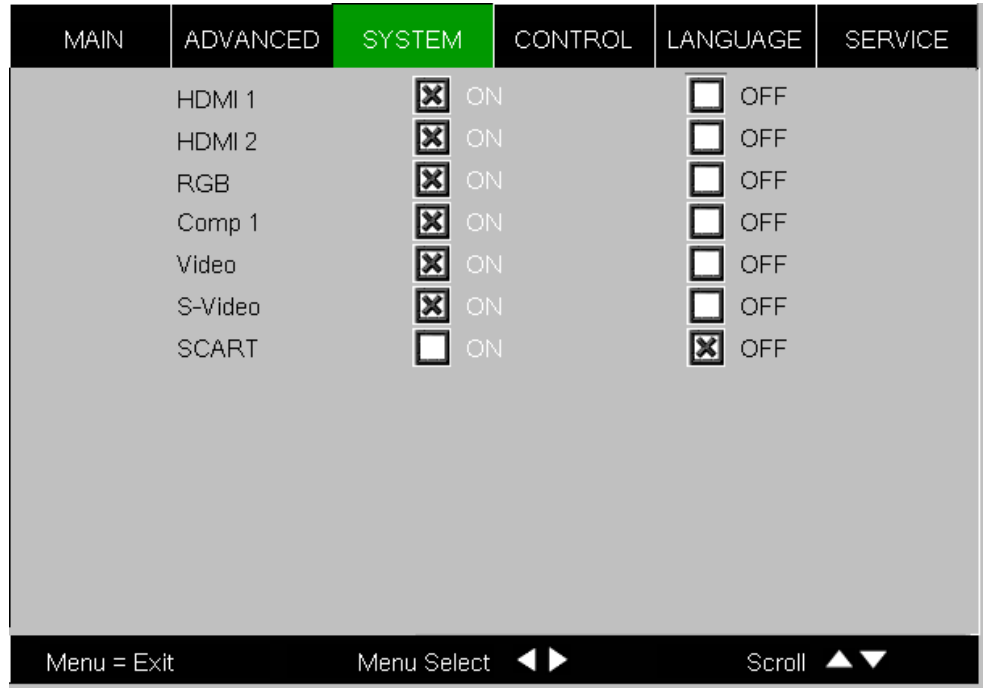 MAIN ADVANCED SYSTEM CONTROL LANGUAGE SERVICE
HDMI 1 ON OFF
HDMI 2 ON OFF
RGB ON OFF
Comp 1 ON OFF
Video ON OFF
S-Video ON OFF
SCART ON OFF
Menu = Exit Menu Select Scroll